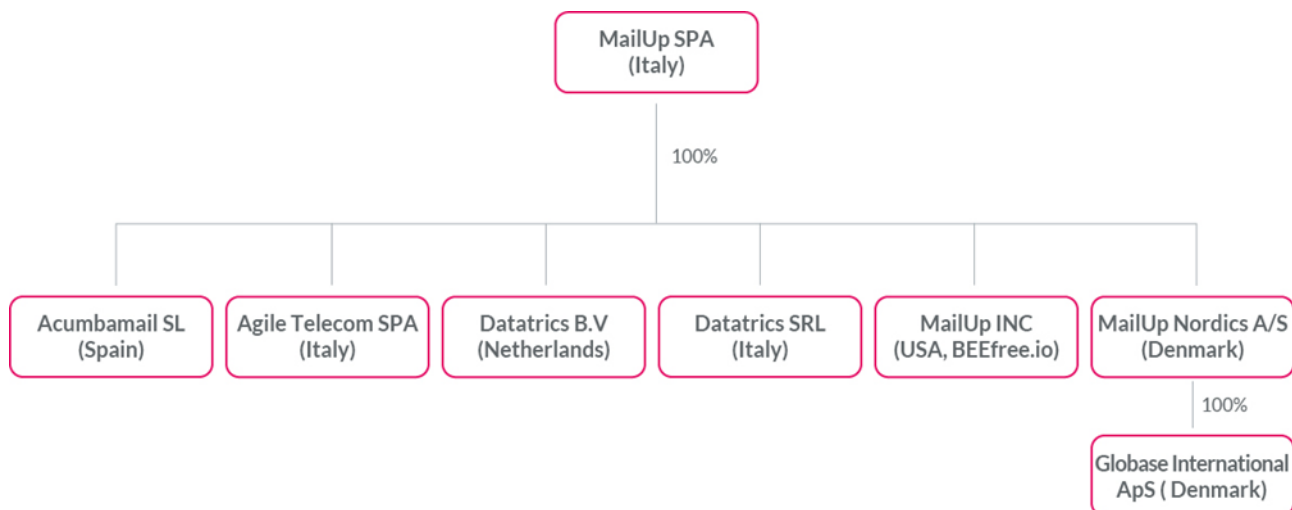 MailUp SPA
(Italy)
100%
Acumbamail SL
(Spain)
Agile Telecom SPA
(Italy)
Datatrics B.V
(Netherlands)
Datatrics SRL
(Italy)
MailUp INC
(USA, BEEfree.io)
MailUp Nordics A/S
(Denmark)
100%
Globase International
ApS ( Denmark)